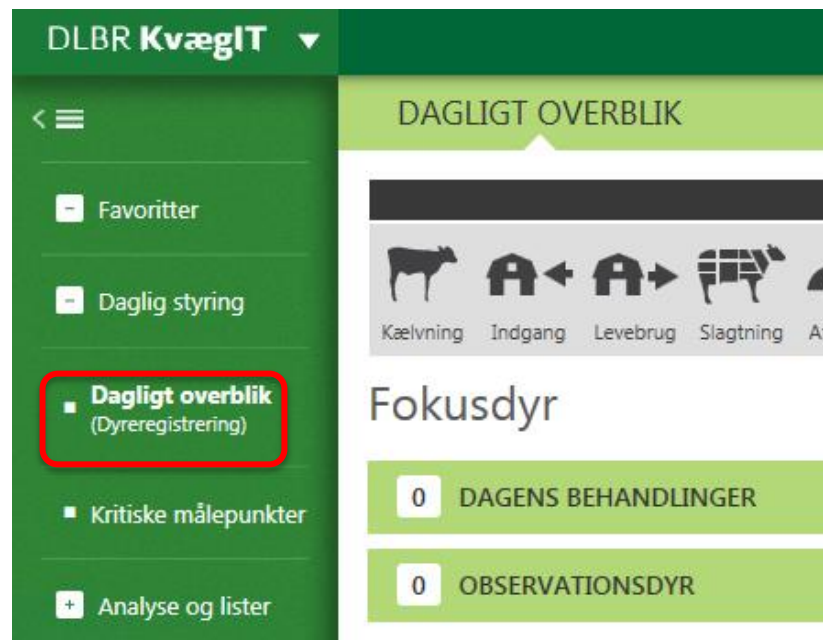 DLBR KvægIT
DAGLIGT OVERBLIK
Favoritter
Daglig styring
Dagligt overblik
(Dyreregistrering)
Kritiske målepunkter
Analyse og lister
Kælvning Indgang Levebrug Slagtning
Fokusdyr
0 DAGENS BEHANDLINGER
0 OBSERVATIONSDYR